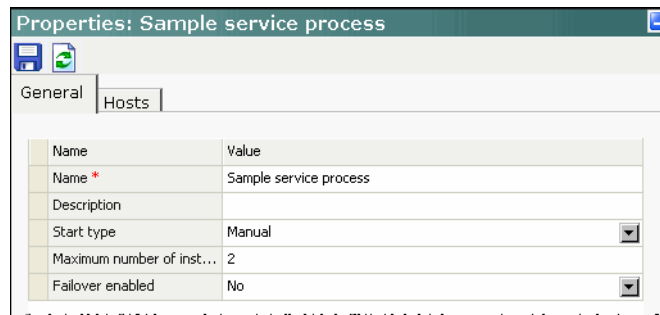 Properties: Sample service process
General Hosts
Name Value
Name * Sample service process
Description
Start type Manual
Maximum number of inst... 2
Failover enabled No